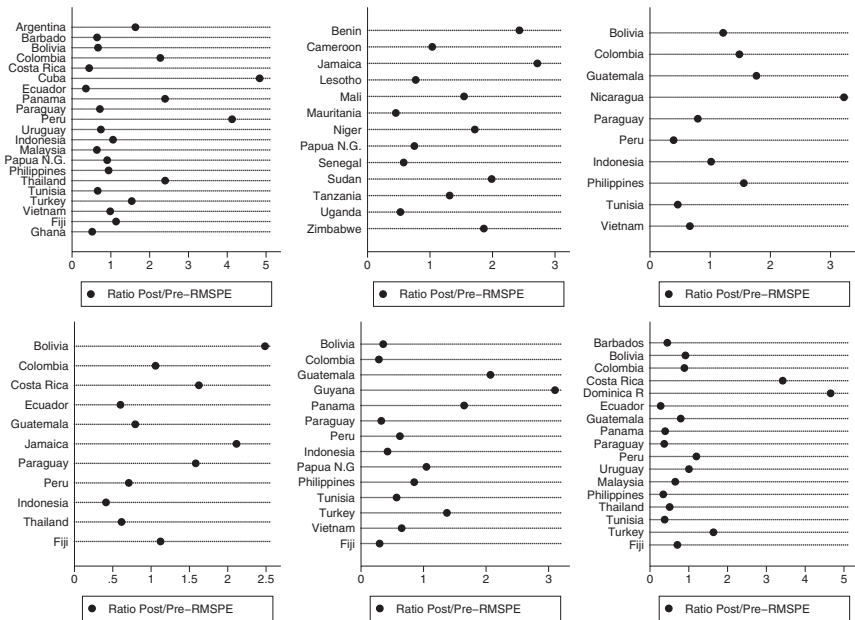 Argentina
Barbado
Bolivia
Colombia
Costa Rica
Cuba
Ecuador
Panama
Paraguay
Peru
Uruguay
Indonesia
Malaysia
Papua N.G.
Philippines
Thailand
Tunisia
Turkey
Vietnam
Fiji
Ghana
0 1 2 3 4 5
Ratio Post/Pre−RMSPE
Benin
Cameroon
Jamaica
Lesotho
Mali
Mauritania
Niger
Papua N.G.
Senegal
Sudan
Tanzania
Uganda
Zimbabwe
0 1 2 3
Ratio Post/Pre−RMSPE
Bolivia
Colombia
Guatemala
Nicaragua
Paraguay
Peru
Indonesia
Philippines
Tunisia
Vietnam
0 1 2 3
Ratio Post/Pre−RMSPE
Bolivia
Colombia
Costa Rica
Ecuador
Guatemala
Jamaica
Paraguay
Peru
Indonesia
Thailand
Fiji
0 .5 1 1.5 2 2.5
Ratio Post/Pre−RMSPE
Bolivia
Colombia
Guatemala
Guyana
Panama
Paraguay
Peru
Indonesia
Papua N.G
Philippines
Tunisia
Turkey
Vietnam
Fiji
0 1 2 3
Ratio Post/Pre−RMSPE
Barbados
Bolivia
Colombia
Costa Rica
Dominica R
Ecuador
Guatemala
Panama
Paraguay
Peru
Uruguay
Malaysia
Philippines
Thailand
Tunisia
Turkey
Fiji
0 1 2 3 4 5
Ratio Post/Pre−RMSPE